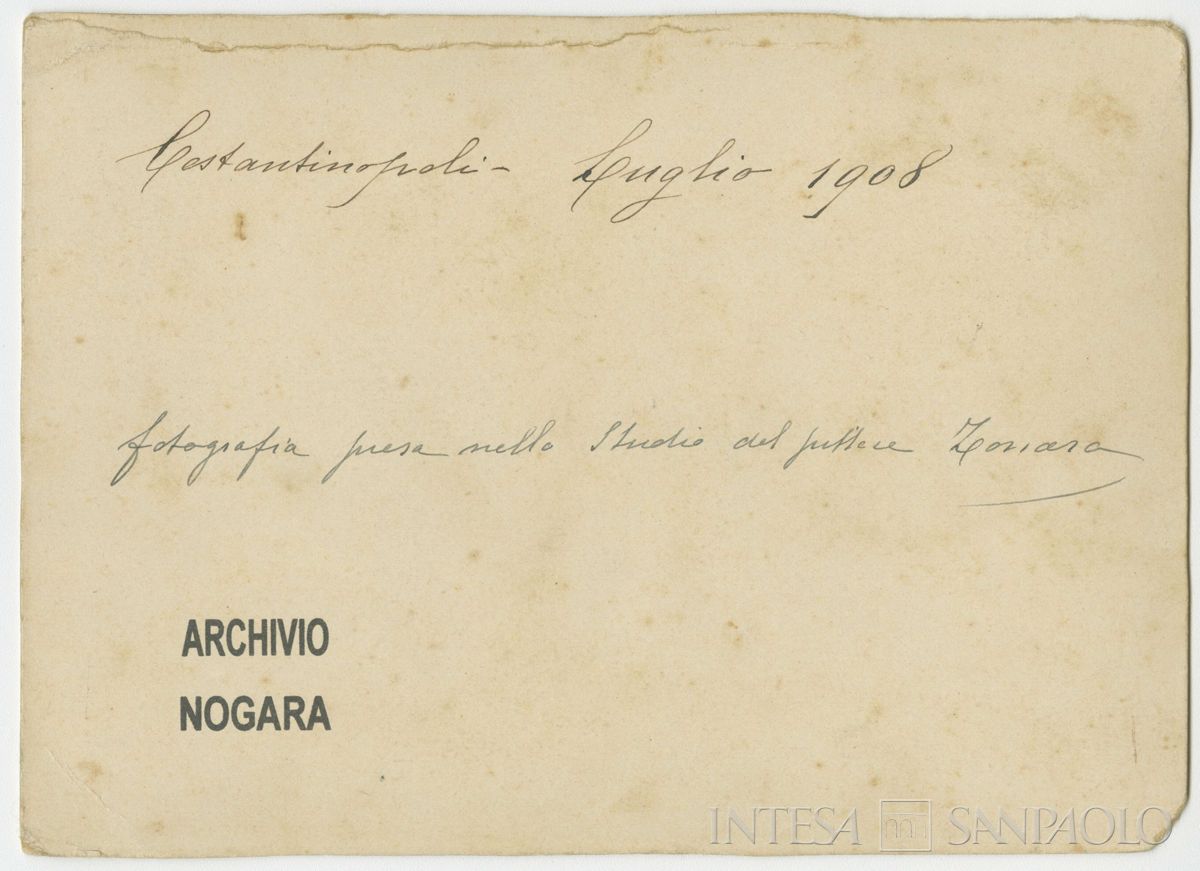 Costantinopoli - Luglio 1908
fotografia presa nello Studio del pittore Zonaro
ARCHIVIO
NOGARA
INTESA m SANPAOLO